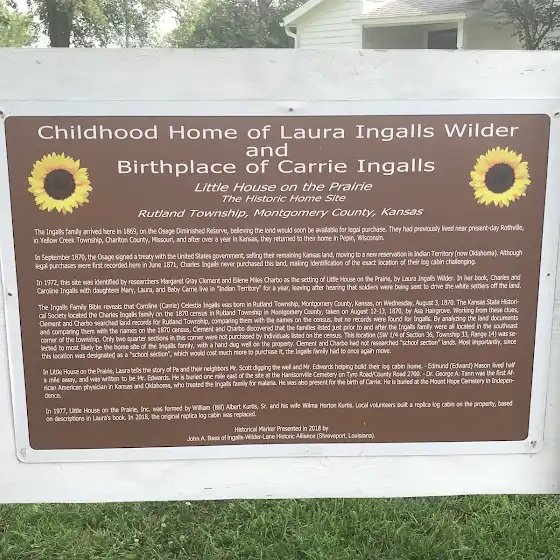 Childhood Home of Laura Ingalls Wilder
and
Birthplace of Carrie Ingalls
Little House on the Prairie
The Historic Home Site
Rutland Township, Montgomery County, Kansas
The Ingalls family arrived here in 1869, on the Osage Diminished Reserve, believing the land would soon be available for legal purchase. They had previously lived near present-day Rothville,
in Yellow Creek Township, Chariton County, Missouri, and after over a year in Kansas, they returned to their home in Pepin, Wisconsin.
In September 1870, the Osage signed a treaty with the United States government, selling their remaining Kansas land, moving to a new reservation in Indian Territory (now Oklahoma). Although
legal purchases were first recorded here in June 1871, Charles Ingalls never purchased this land, making identification of the exact location of their log cabin challenging.
In 1972, this site was identified by researchers Margaret Gray Clement and Eilene Miles Charbo as the setting of Little House on the Prairie, by Laura Ingalls Wilder. In her book, Charles and
Caroline Ingalls with daughters Mary, Laura, and Baby Carrie live in "Indian Territory" for a year, leaving after hearing that soldiers were being sent to drive the white settlers off the land.
The Ingalls Family Bible reveals that Caroline (Carrie) Celestia Ingalls was born in Rutland Township, Montgomery County, Kansas, on Wednesday, August 3, 1870. The Kansas State Histori-
cal Society located the Charles Ingalls family on the 1870 census in Rutland Township in Montgomery County, taken on August 12-13, 1870, by Asa Hairgrove. Working from these clues,
Clement and Charbo searched land records for Rutland Township, comparing them with the names on the census, but no records were found for Ingalls. By analyzing the land documents
and comparing them with the names on the 1870 census, Clement and Charbo discovered that the families listed just prior to and after the Ingalls family were all located in the southeast
corner of the township. Only two quarter sections in this corner were not purchased by individuals listed on the census. This location (SW 1/4 of Section 36, Township 33, Range 14) was se-
lected to most likely be the home site of the Ingalls family, with a hand dug well on the property. Clement and Charbo had not researched "school section" lands. Most importantly, since
this location was designated as a "school section", which would cost much more to purchase it, the Ingalls family had to once again move.
In Little House on the Prairie, Laura tells the story of Pa and their neighbors Mr. Scott digging the well and Mr. Edwards helping build their log cabin home. - Edmund (Edward) Mason lived half
a mile away, and was written to be Mr. Edwards. He is buried one mile east of the site at the Harrisonville Cemetery on Tyro Road/County Road 2700. - Dr. George A. Tann was the first Af-
rican American physician in Kansas and Oklahoma, who treated the Ingalls family for malaria. He was also present for the birth of Carrie. He is buried at the Mount Hope Cemetery in Indepen-
dence.
In 1977, Little House on the Prairie, Inc. was formed by William (Bill) Albert Kurtis, Sr. and his wife Wilma Horton Kurtis. Local volunteers built a replica log cabin on the property, based
on descriptions in Laura's book. In 2018, the original replica log cabin was replaced.
Historical Marker Presented in 2018 by
John A. Bass of Ingalls-Wilder-Lane Historic Alliance (Shreveport, Louisiana).